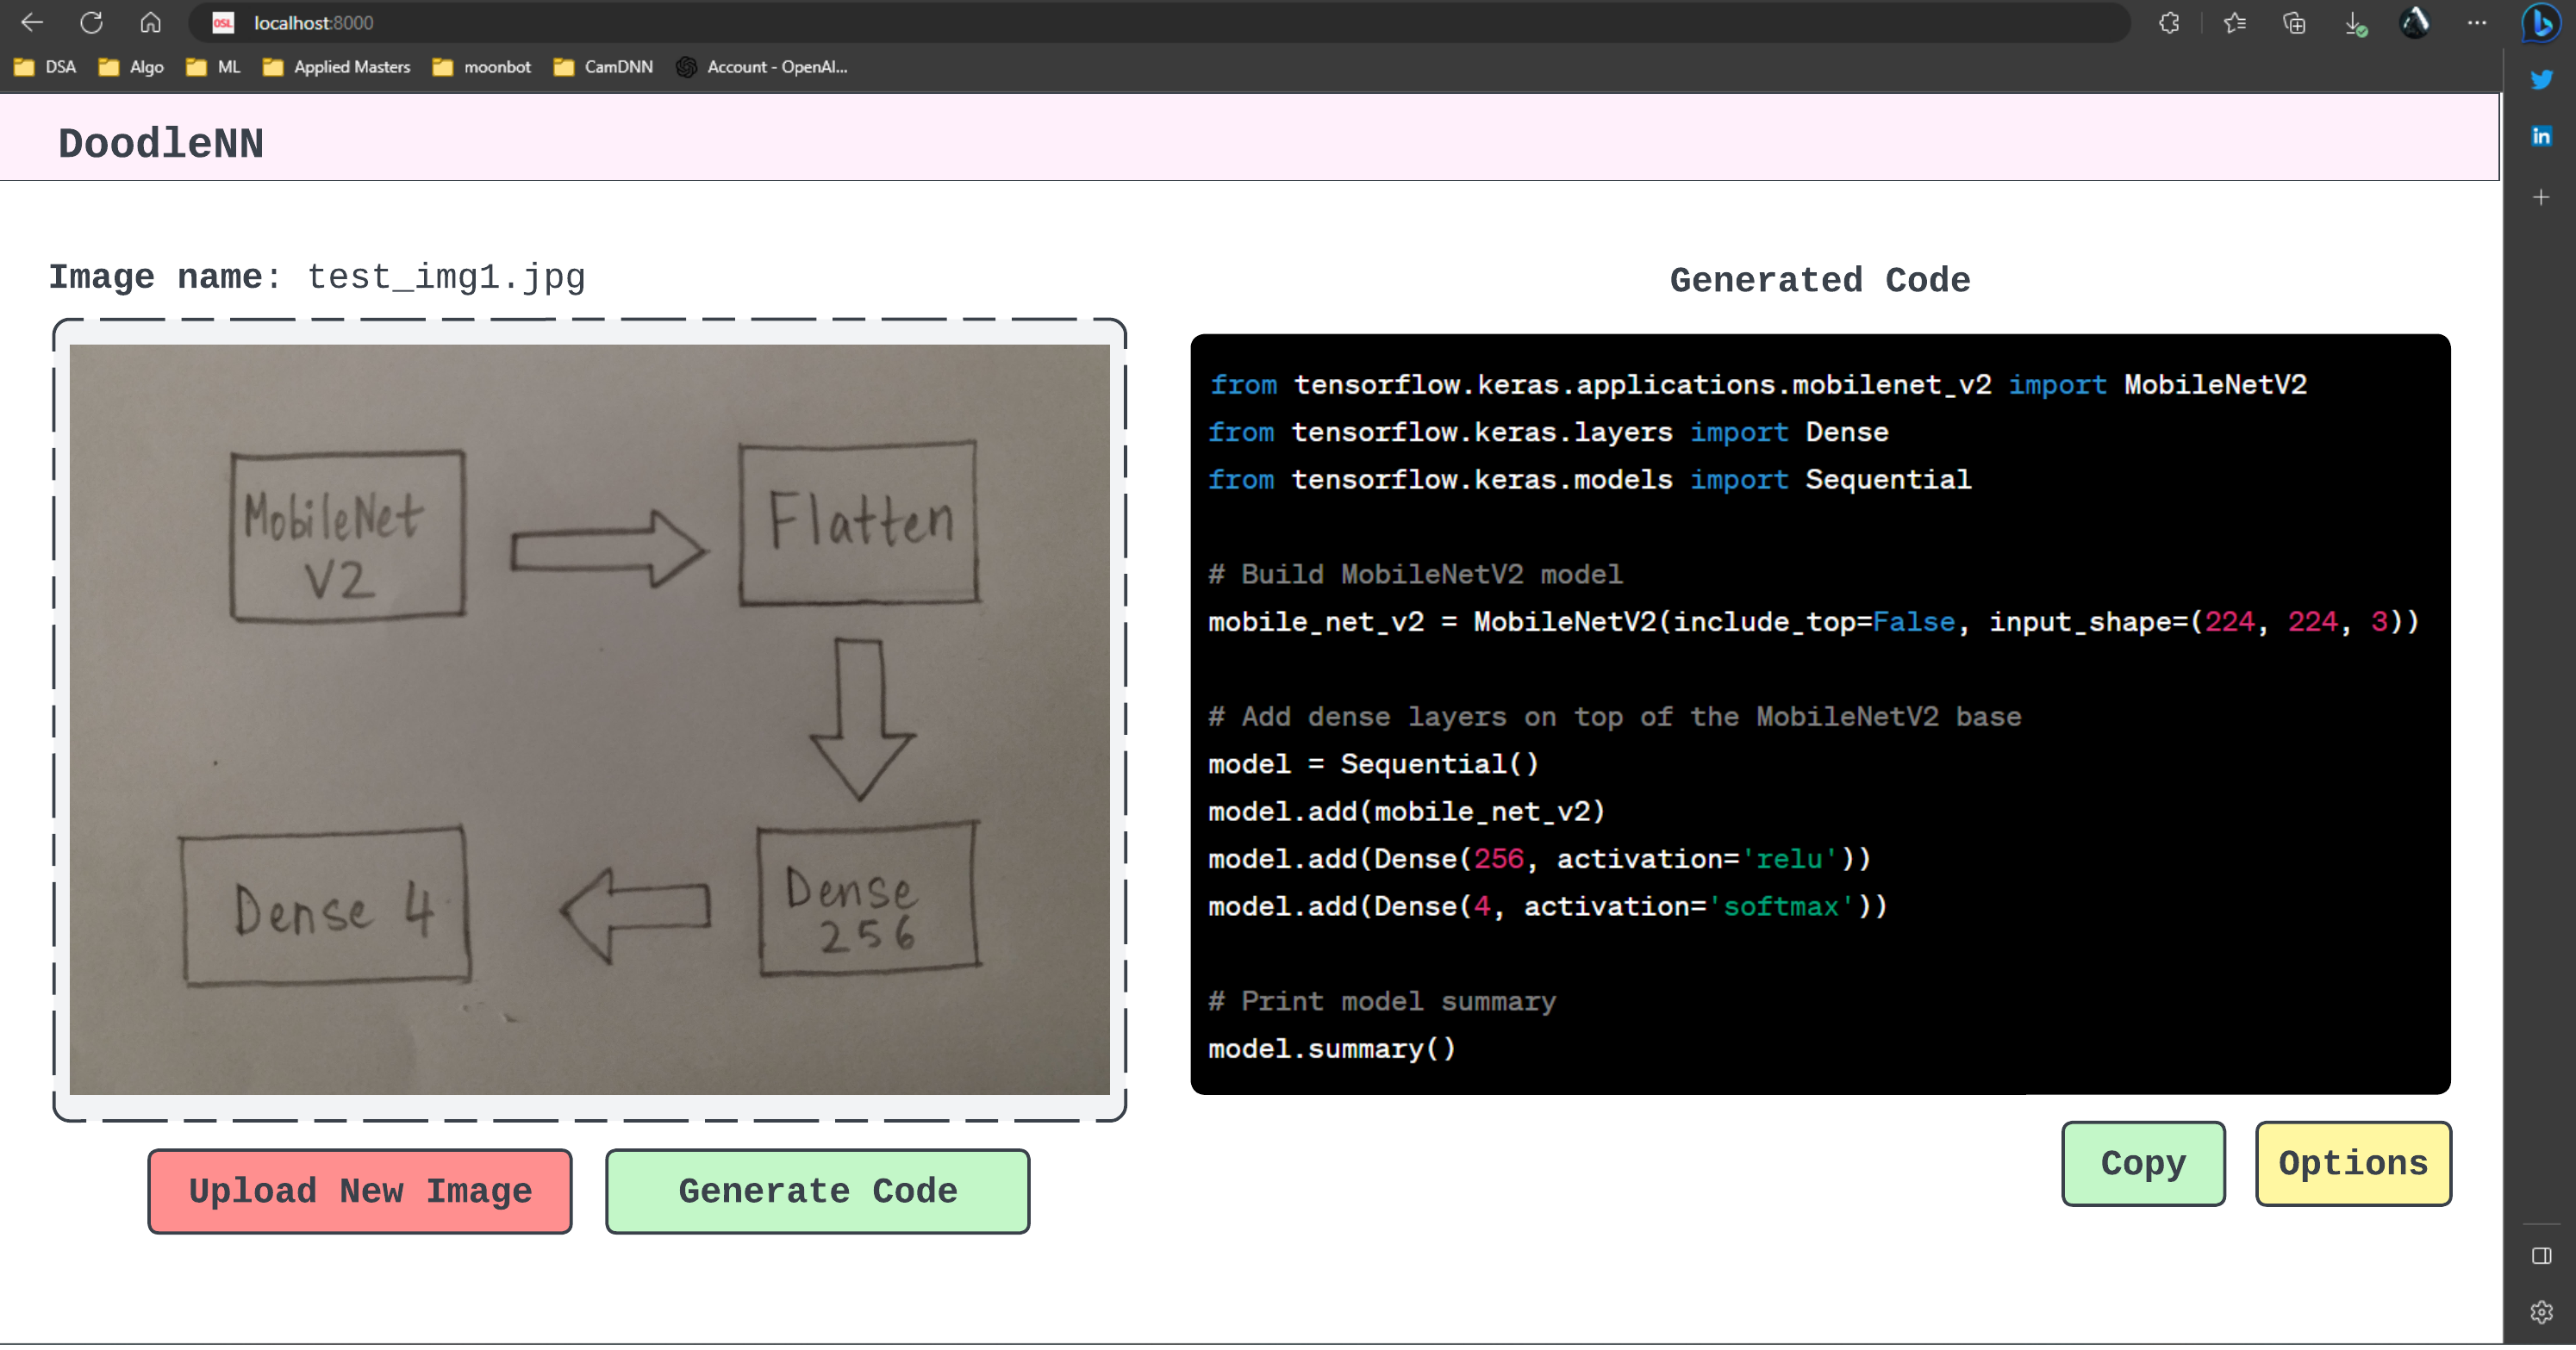 localhost:8000
DSA Algo ML Applied Masters moonbot CamDNN Account - OpenAI...
DoodleNN
Image name: test_img1.jpg
MobileNet
V2
Flatten
Dense
256
Dense 4
Upload New Image
Generate Code
Generated Code
from tensorflow.keras.applications.mobilenet_v2 import MobileNetV2
from tensorflow.keras.layers import Dense
from tensorflow.keras.models import Sequential
# Build MobileNetV2 model
mobile_net_v2 = MobileNetV2(include_top=False, input_shape=(224, 224, 3))
# Add dense layers on top of the MobileNetV2 base
model = Sequential()
model.add(mobile_net_v2)
model.add(Dense(256, activation='relu'))
model.add(Dense(4, activation='softmax'))
# Print model summary
model.summary()
Copy
Options